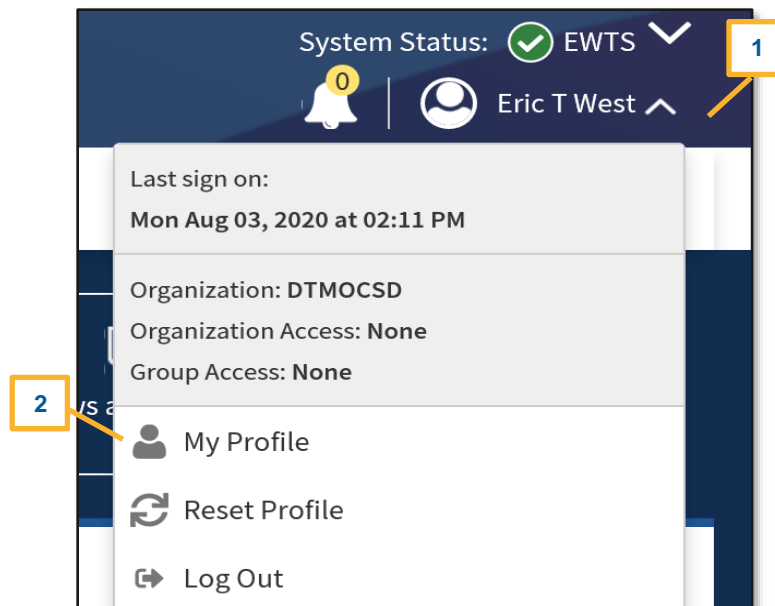 System Status: EWTS
1
0
Eric T West
Last sign on:
Mon Aug 03, 2020 at 02:11 PM
Organization: DTMOCSD
Organization Access: None
Group Access: None
2
My Profile
Reset Profile
Log Out